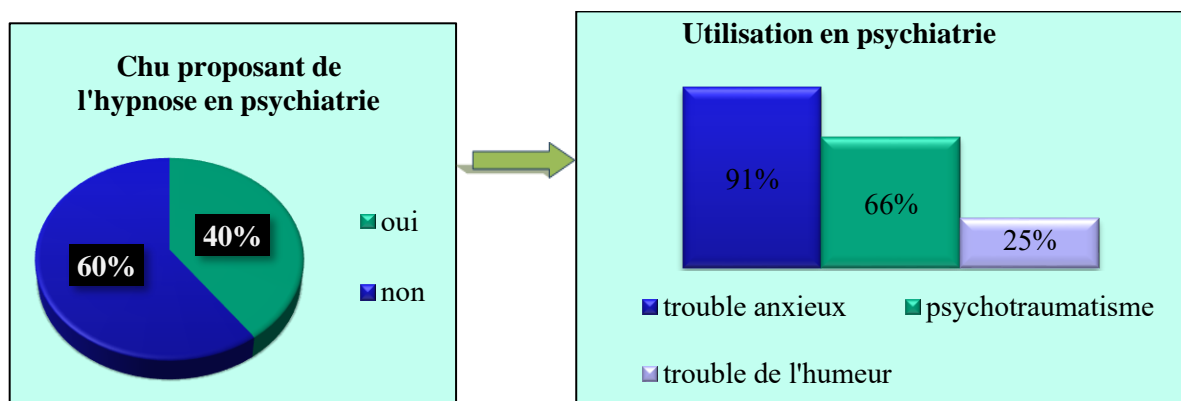 Chu proposant de
l'hypnose en psychiatrie
40%
60%
oui
non
Utilisation en psychiatrie
91%
66%
25%
trouble anxieux
psychotraumatisme
trouble de l'humeur